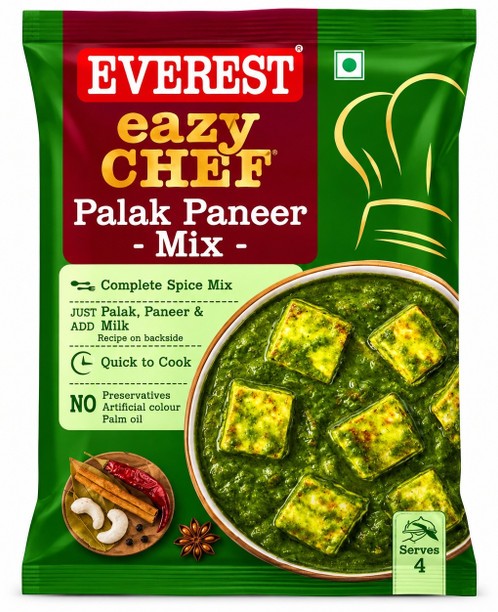 EVEREST®
eazy
CHEF®
Palak Paneer
- Mix -
Complete Spice Mix
JUST Palak, Paneer &
ADD Milk
Recipe on backside
Quick to Cook
NO Preservatives
Artificial colour
Palm oil
Serves
4